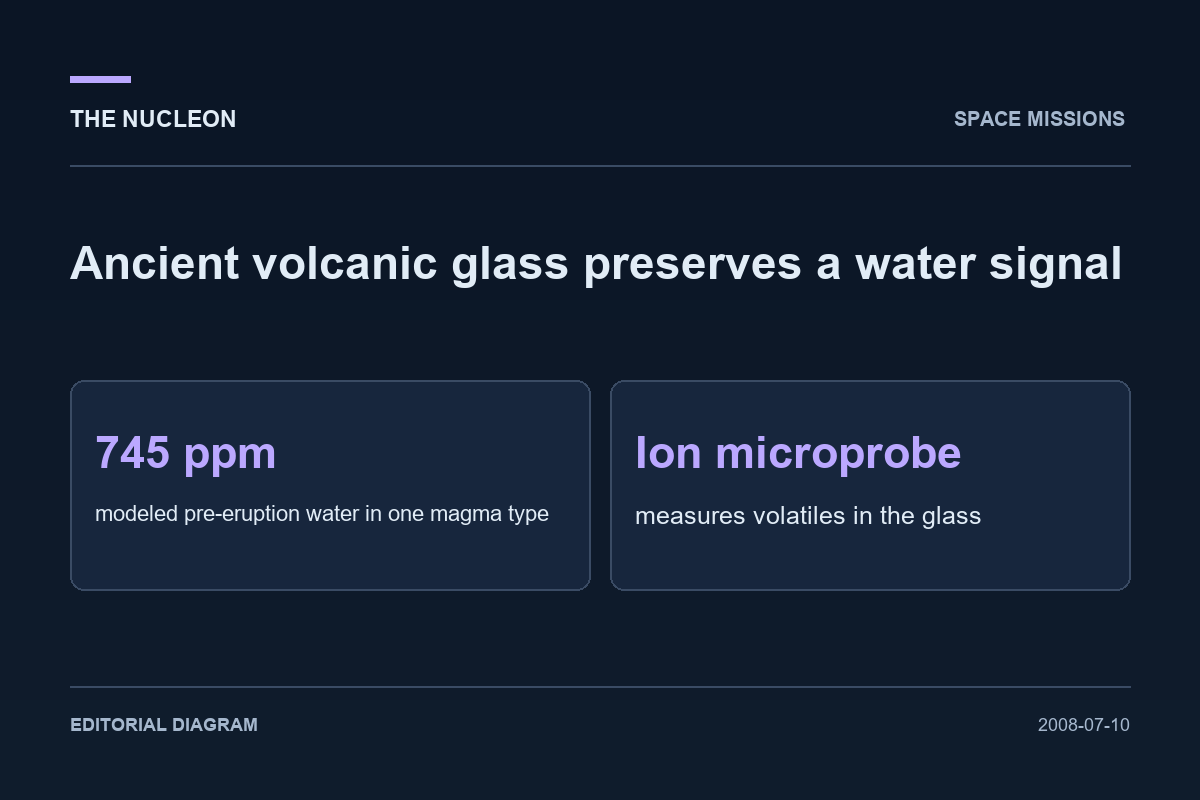 THE NUCLEON
SPACE MISSIONS
Ancient volcanic glass preserves a water signal
745 ppm
modeled pre-eruption water in one magma type
Ion microprobe
measures volatiles in the glass
EDITORIAL DIAGRAM
2008-07-10